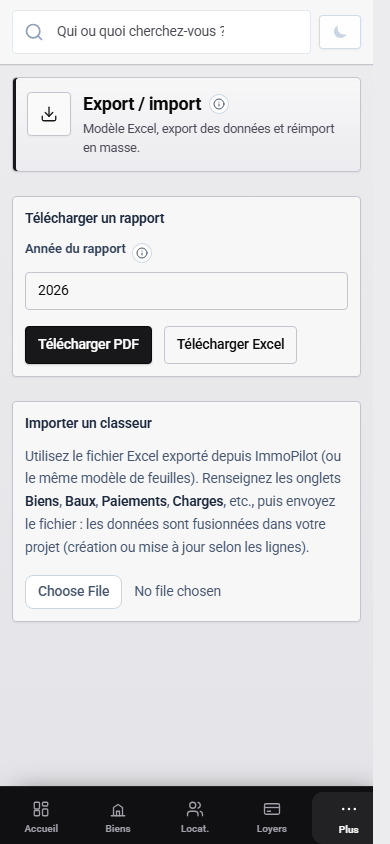 Qui ou quoi cherchez-vous ?
Export / import
Modèle Excel, export des données et réimport
en masse.
Télécharger un rapport
Année du rapport
2026
Télécharger PDF
Télécharger Excel
Importer un classeur
Utilisez le fichier Excel exporté depuis ImmoPilot (ou
le même modèle de feuilles). Renseignez les onglets
Biens, Baux, Paiements, Charges, etc., puis envoyez
le fichier : les données sont fusionnées dans votre
projet (création ou mise à jour selon les lignes).
Choose File No file chosen
Accueil
Biens
Locat.
Loyers
Plus